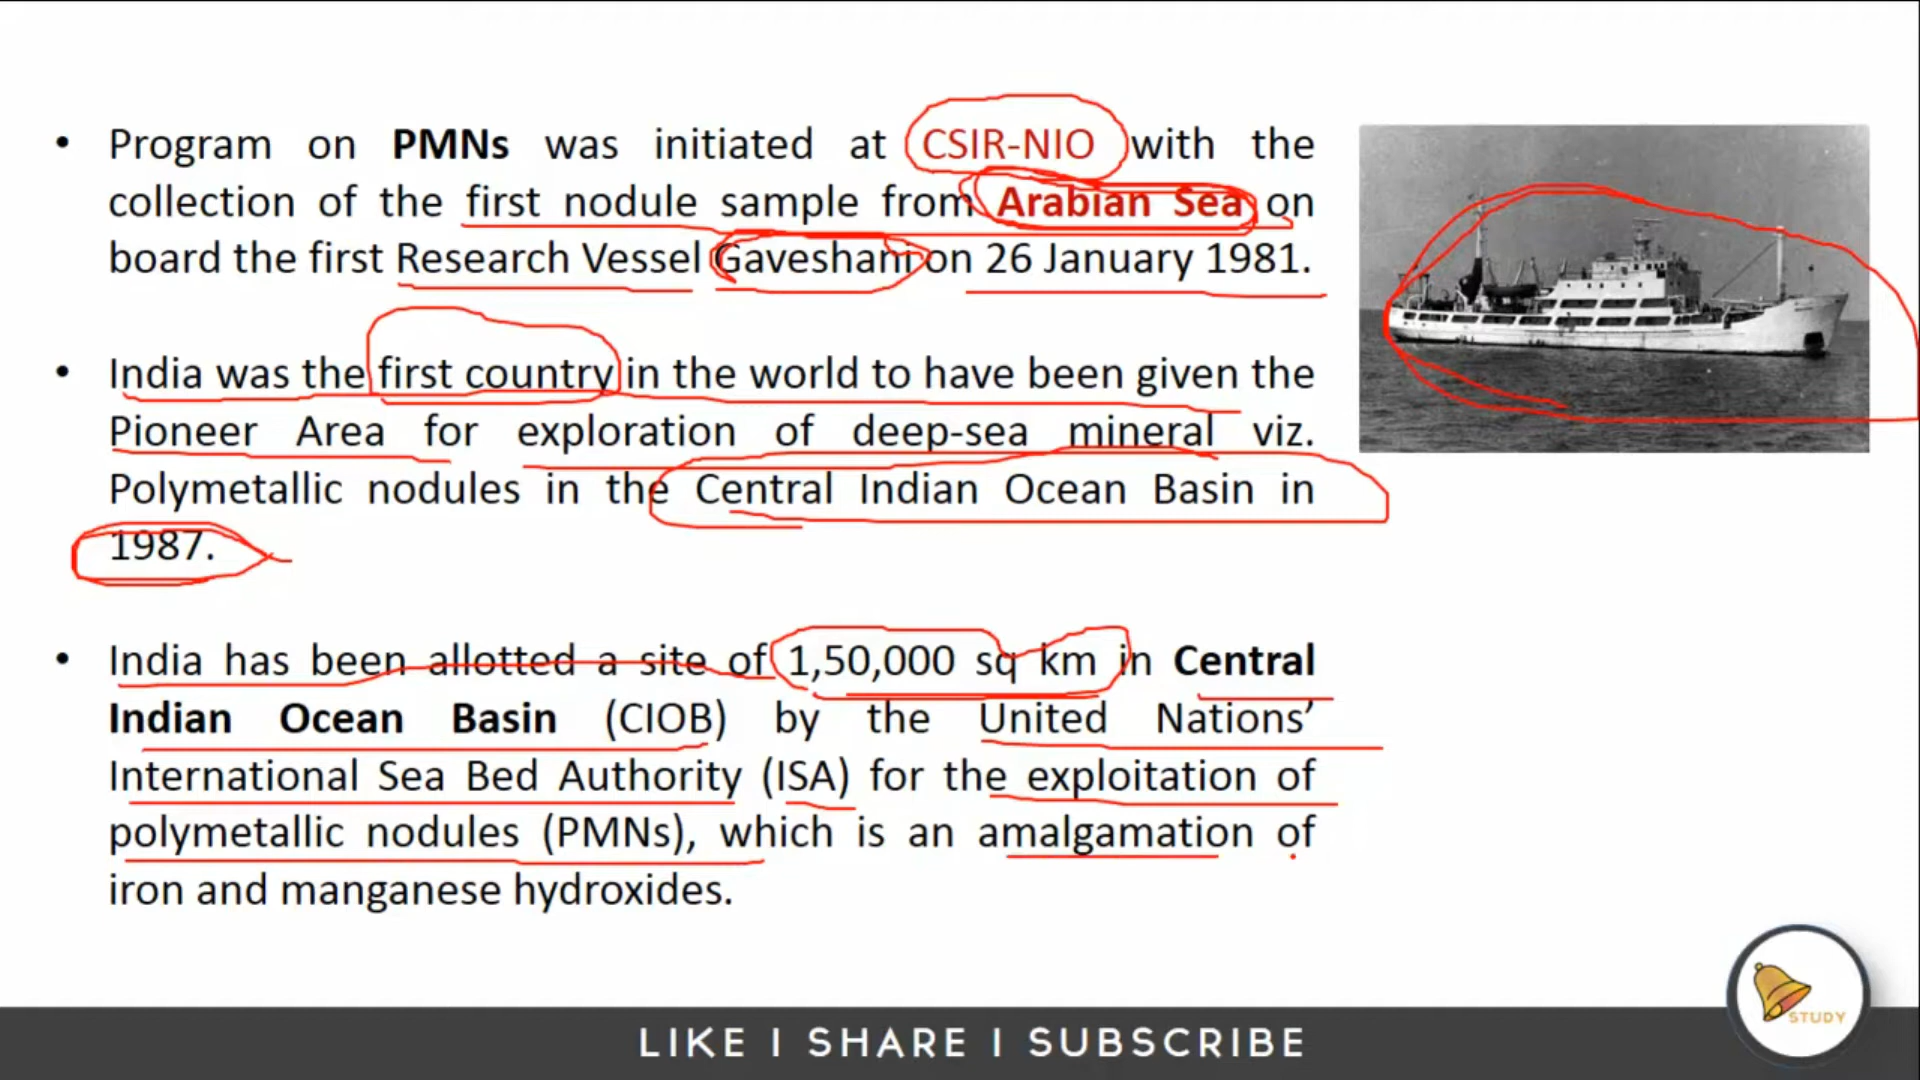 • Program on PMNs was initiated at CSIR-NIO with the
collection of the first nodule sample from Arabian Sea on
board the first Research Vessel Gaveshani on 26 January 1981.
• India was the first country in the world to have been given the
Pioneer Area for exploration of deep-sea mineral viz.
Polymetallic nodules in the Central Indian Ocean Basin in
1987.
• India has been allotted a site of 1,50,000 sq km in Central
Indian Ocean Basin (CIOB) by the United Nations’
International Sea Bed Authority (ISA) for the exploitation of
polymetallic nodules (PMNs), which is an amalgamation of
iron and manganese hydroxides.
STUDY
LIKE I SHARE I SUBSCRIBE